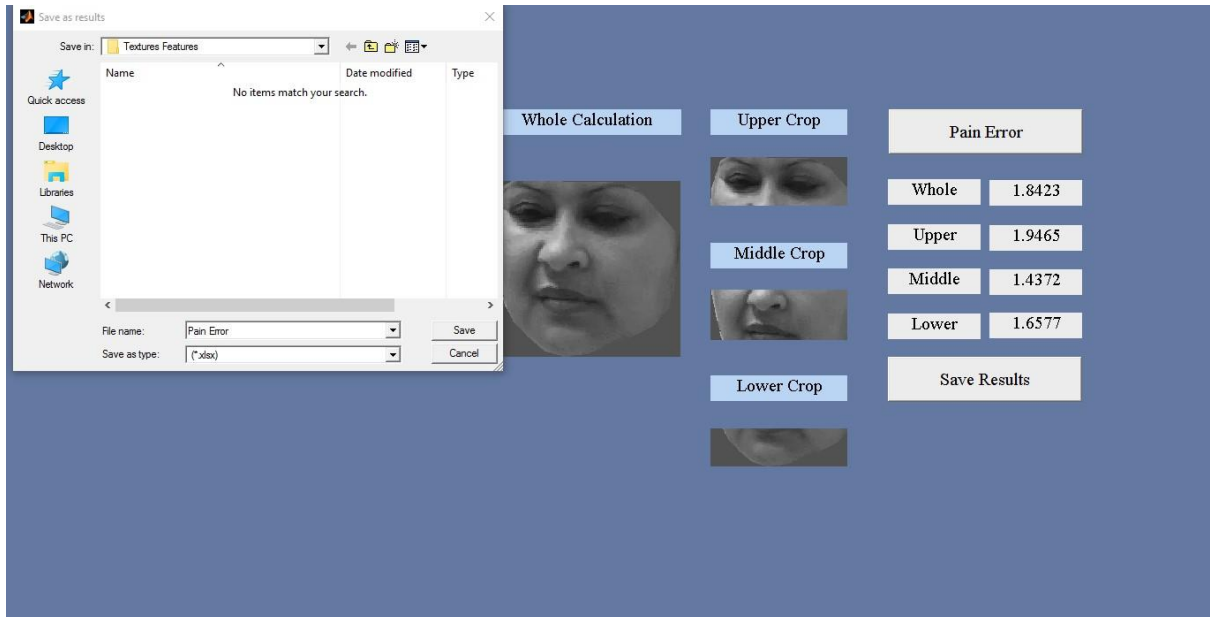 Save as results
Save in:
Textures Features
Name
Date modified
Type
No items match your search.
Quick access
Desktop
Libraries
This PC
Network
File name:
Pain Error
Save
Save as type:
(*.xlsx)
Cancel
Whole Calculation
Upper Crop
Middle Crop
Lower Crop
Pain Error
Whole 1.8423
Upper 1.9465
Middle 1.4372
Lower 1.6577
Save Results